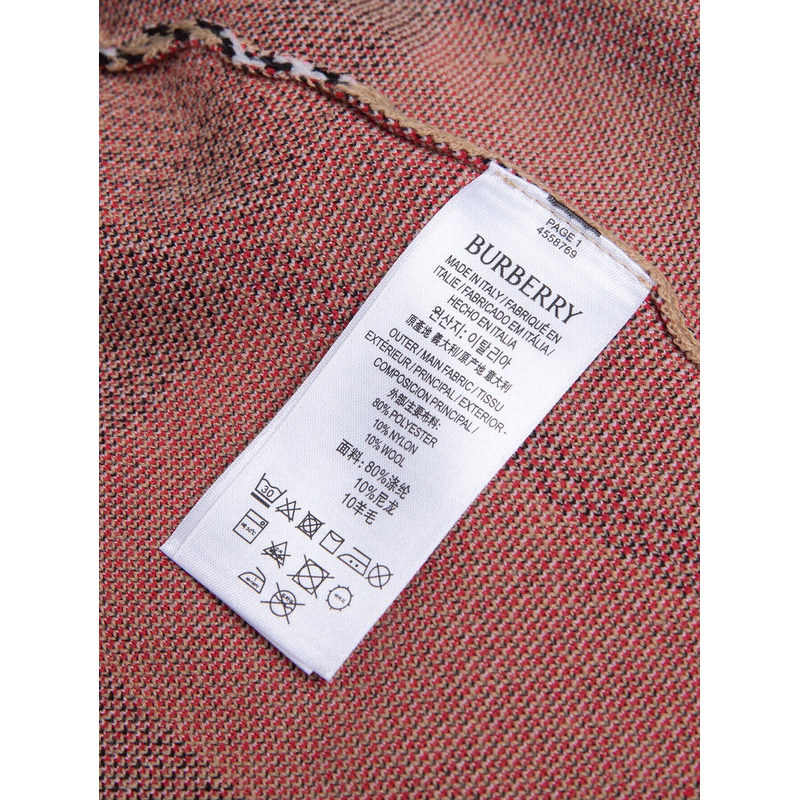 PAGE 1
4558769
BURBERRY
MADE IN ITALY / FABRIQUÉ EN
ITALIE / FABRICADO EM ITÁLIA /
HECHO EN ITALIA
원산지: 이탈리아
原產地 義大利/原产地 意大利
OUTER / MAIN FABRIC / TISSU
EXTÉRIEUR / PRINCIPAL / EXTERIOR -
COMPOSICION PRINCIPAL /
外部/主要布料:
80% POLYESTER
10% NYLON
10% WOOL
面料: 80%涤纶
10%尼龙
10羊毛
30